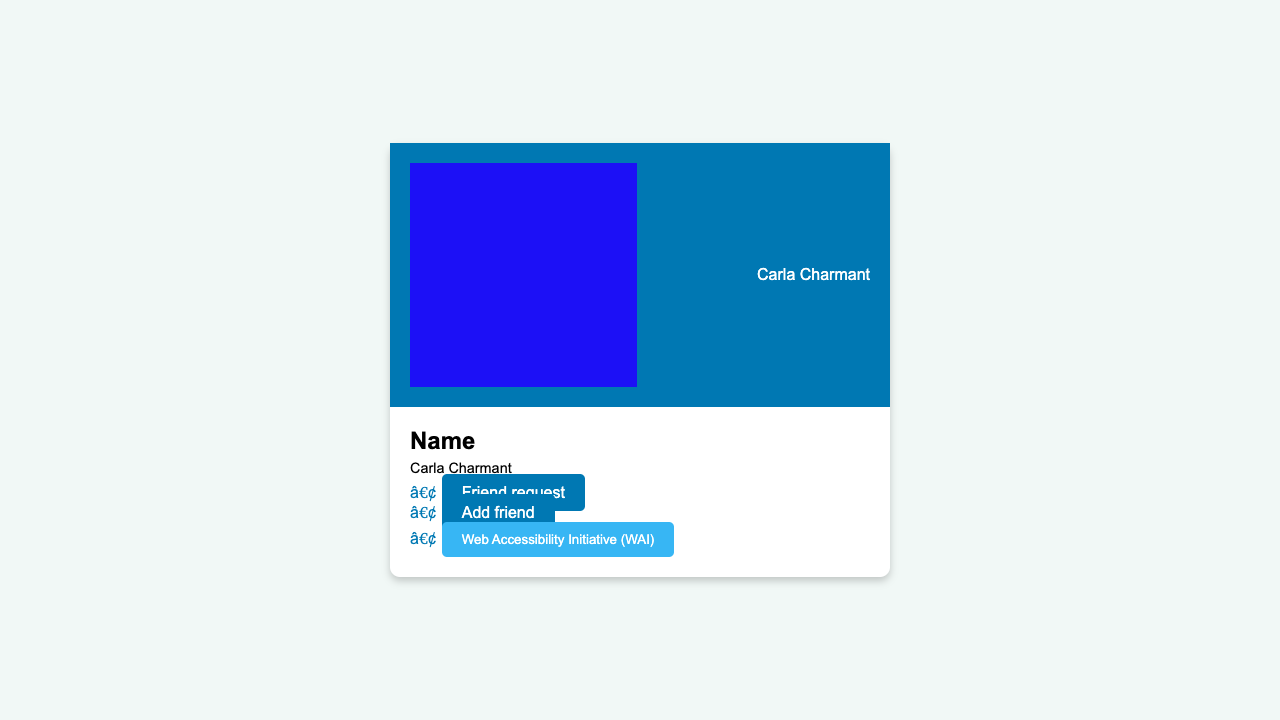 Carla Charmant
Name
Carla Charmant
â€¢ Friend request
â€¢ Add friend
â€¢ Web Accessibility Initiative (WAI)